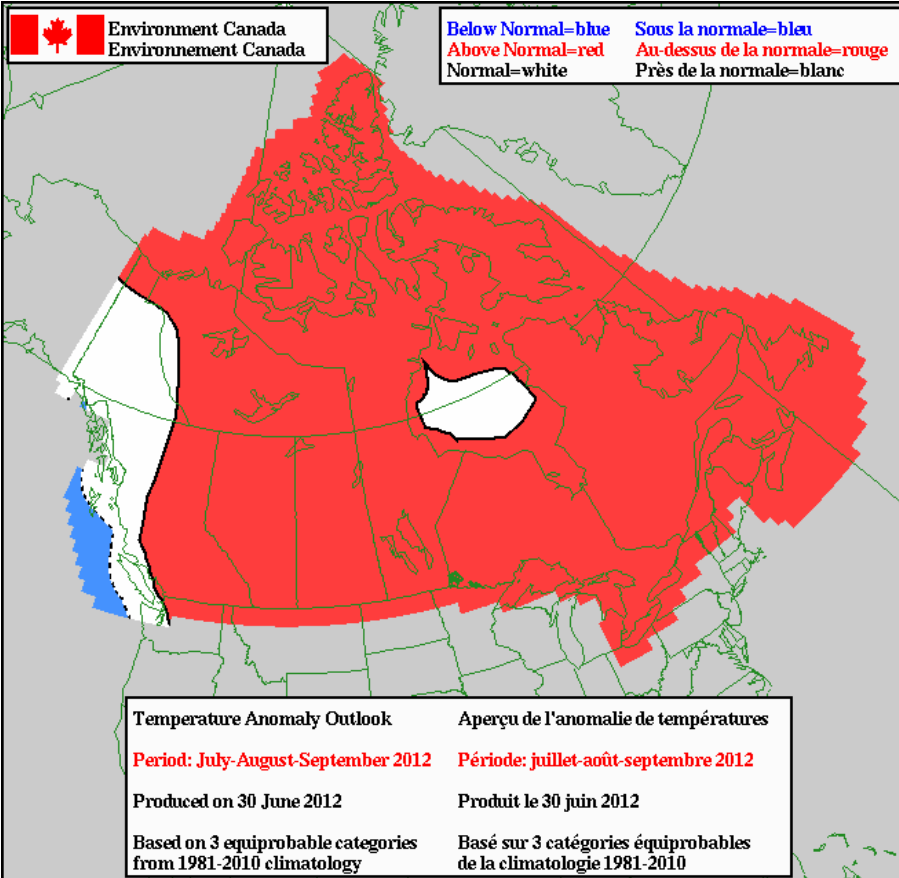 Environment Canada
Environnement Canada
Below Normal=blue Sous la normale=bleu
Above Normal=red Au-dessus de la normale=rouge
Normal=white Près de la normale=blanc
Temperature Anomaly Outlook Aperçu de l'anomalie de températures
Period: July-August-September 2012 Période: juillet-août-septembre 2012
Produced on 30 June 2012 Produit le 30 juin 2012
Based on 3 equiprobable categories Basé sur 3 catégories équiprobables
from 1981-2010 climatology de la climatologie 1981-2010